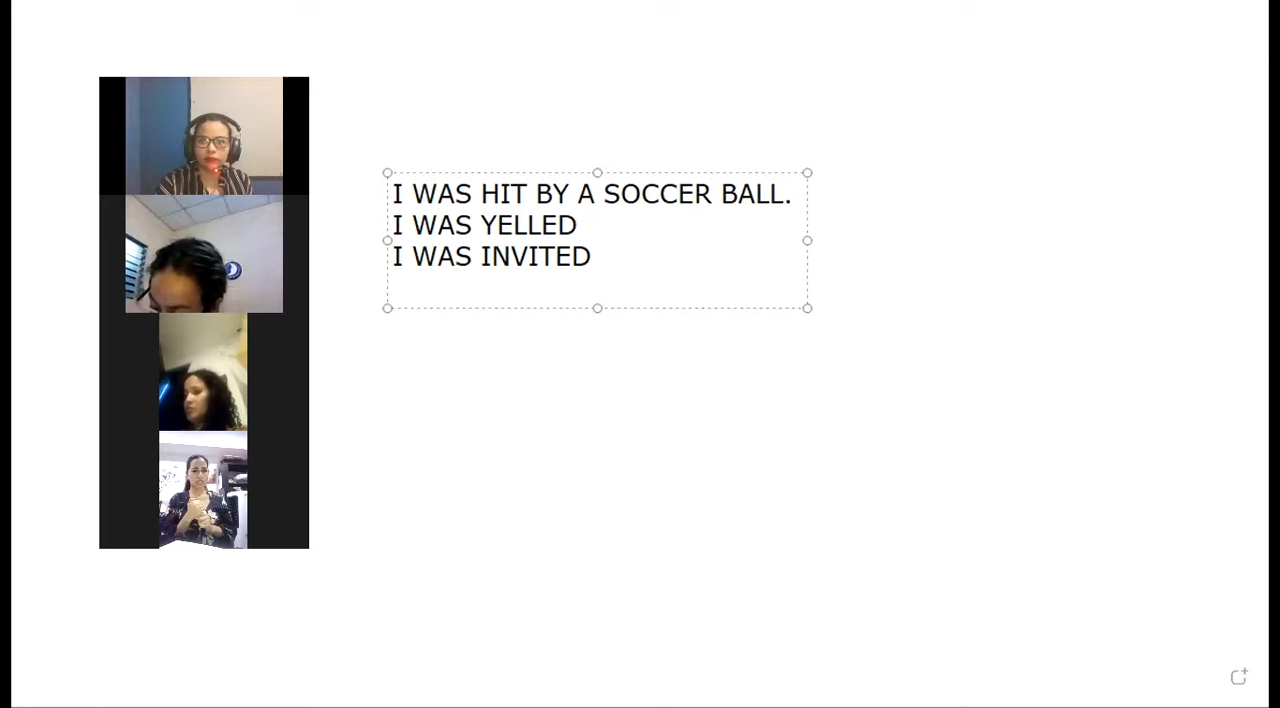 I WAS HIT BY A SOCCER BALL.
I WAS YELLED
I WAS INVITED